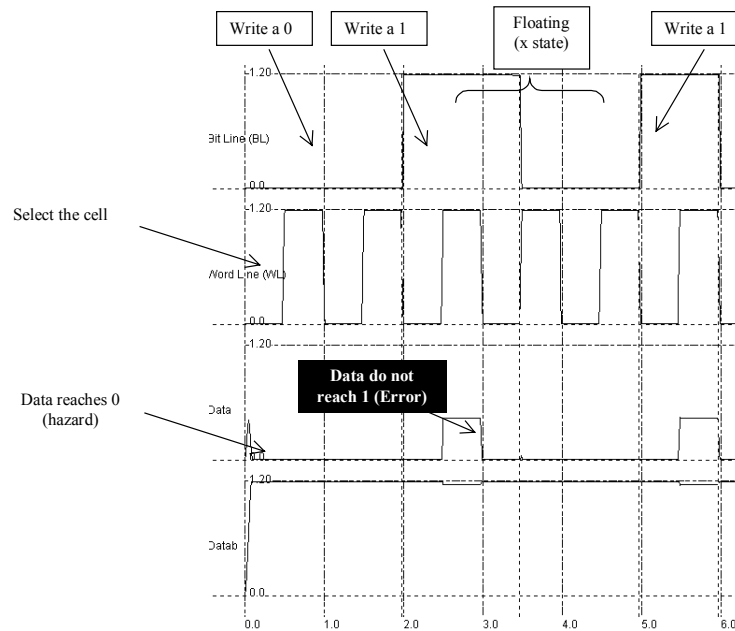 Write a 0
Write a 1
Floating
(x state)
Write a 1
1.20
Bit Line (BL)
0.0
1.20
Select the cell
Word Line (WL)
0.0
1.20
Data do not
reach 1 (Error)
Data reaches 0
(hazard)
Data
0.0
1.20
Datab
0.0
0.0 1.0 2.0 3.0 4.0 5.0 6.0